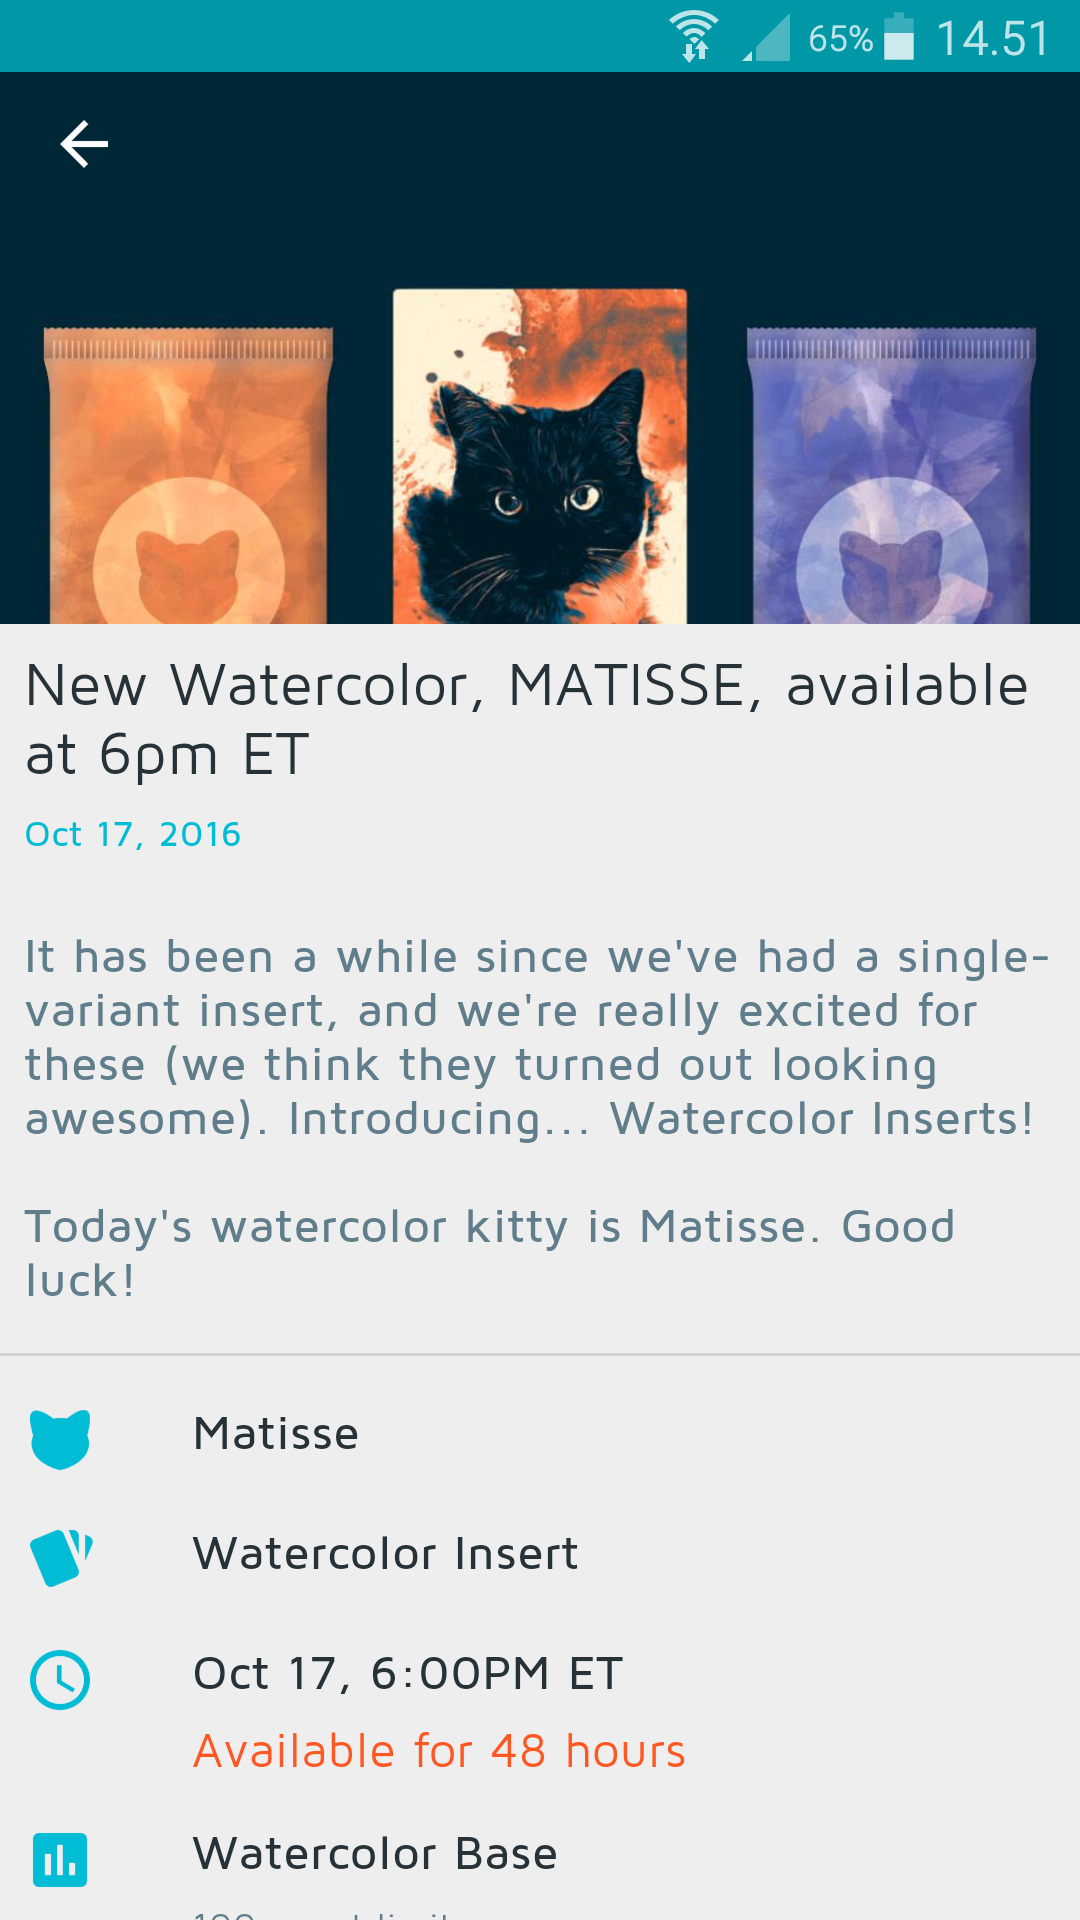 65% 14.51
New Watercolor, MATISSE, available
at 6pm ET
Oct 17, 2016
It has been a while since we've had a single-
variant insert, and we're really excited for
these (we think they turned out looking
awesome). Introducing... Watercolor Inserts!
Today's watercolor kitty is Matisse. Good
luck!
Matisse
Watercolor Insert
Oct 17, 6:00PM ET
Available for 48 hours
Watercolor Base